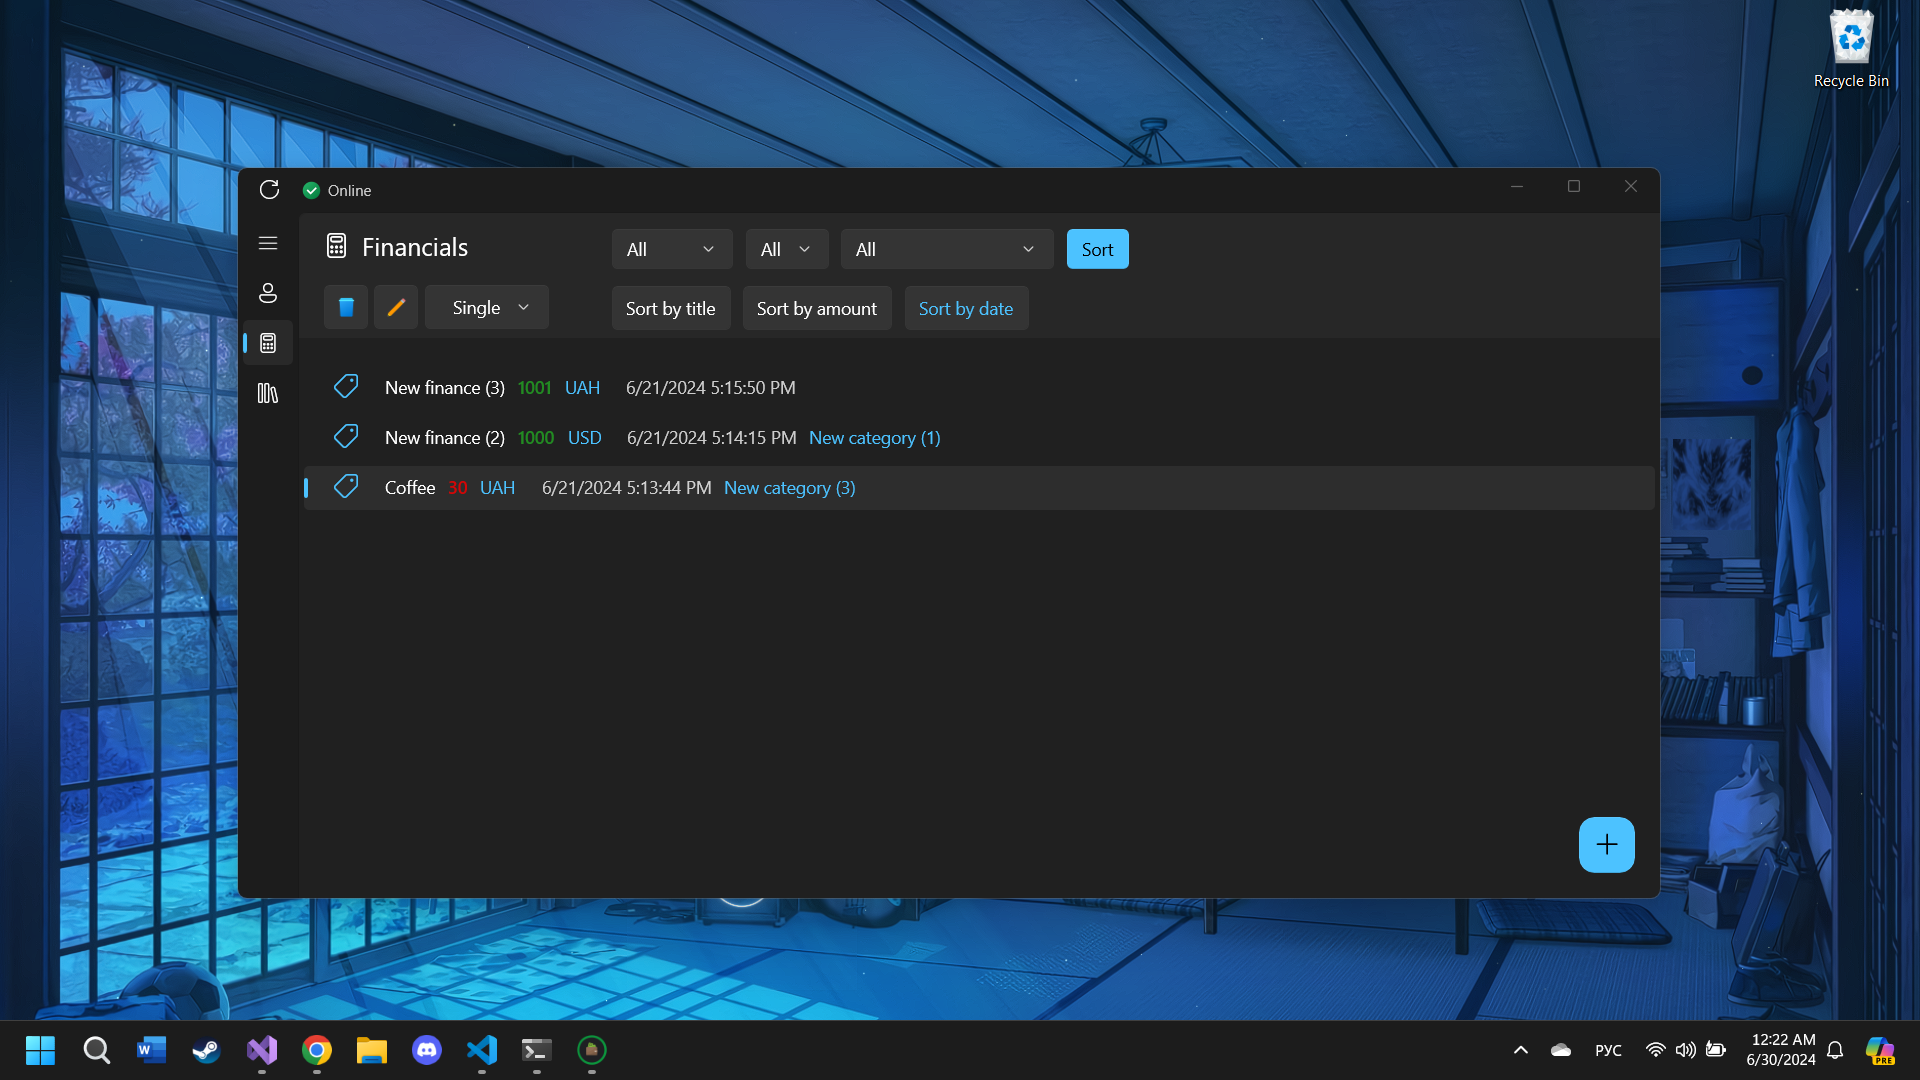 Recycle Bin
Online
Financials
All
All
All
Sort
Single
Sort by title
Sort by amount
Sort by date
New finance (3) 1001 UAH 6/21/2024 5:15:50 PM
New finance (2) 1000 USD 6/21/2024 5:14:15 PM New category (1)
Coffee 30 UAH 6/21/2024 5:13:44 PM New category (3)
W
РУС
12:22 AM
6/30/2024
PRE